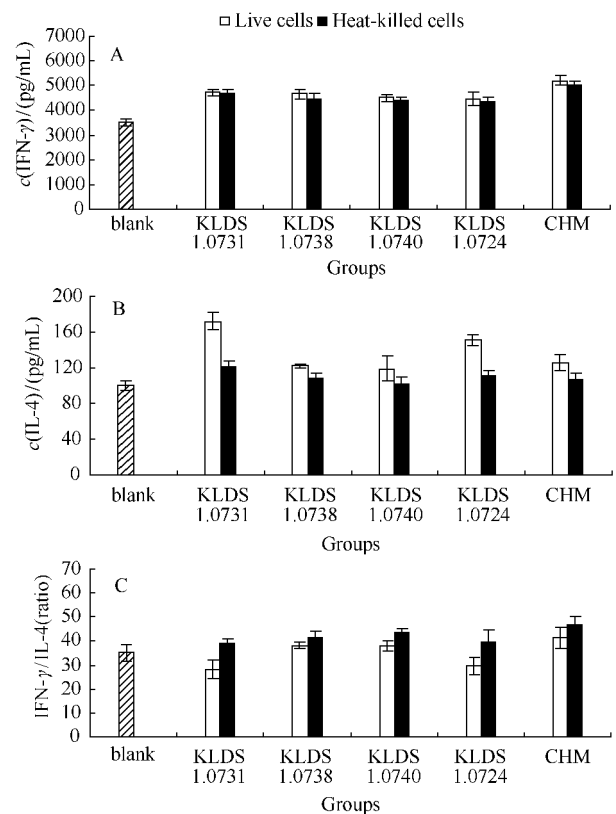 Live cells Heat-killed cells
A
c(IFN-γ)/(pg/mL)
7000
6000
5000
4000
3000
2000
1000
0
blank KLDS 1.0731 KLDS 1.0738 KLDS 1.0740 KLDS 1.0724 CHM
Groups
B
c(IL-4)/(pg/mL)
200
160
120
80
40
0
blank KLDS 1.0731 KLDS 1.0738 KLDS 1.0740 KLDS 1.0724 CHM
Groups
C
IFN-γ/IL-4(ratio)
70
60
50
40
30
20
10
0
blank KLDS 1.0731 KLDS 1.0738 KLDS 1.0740 KLDS 1.0724 CHM
Groups